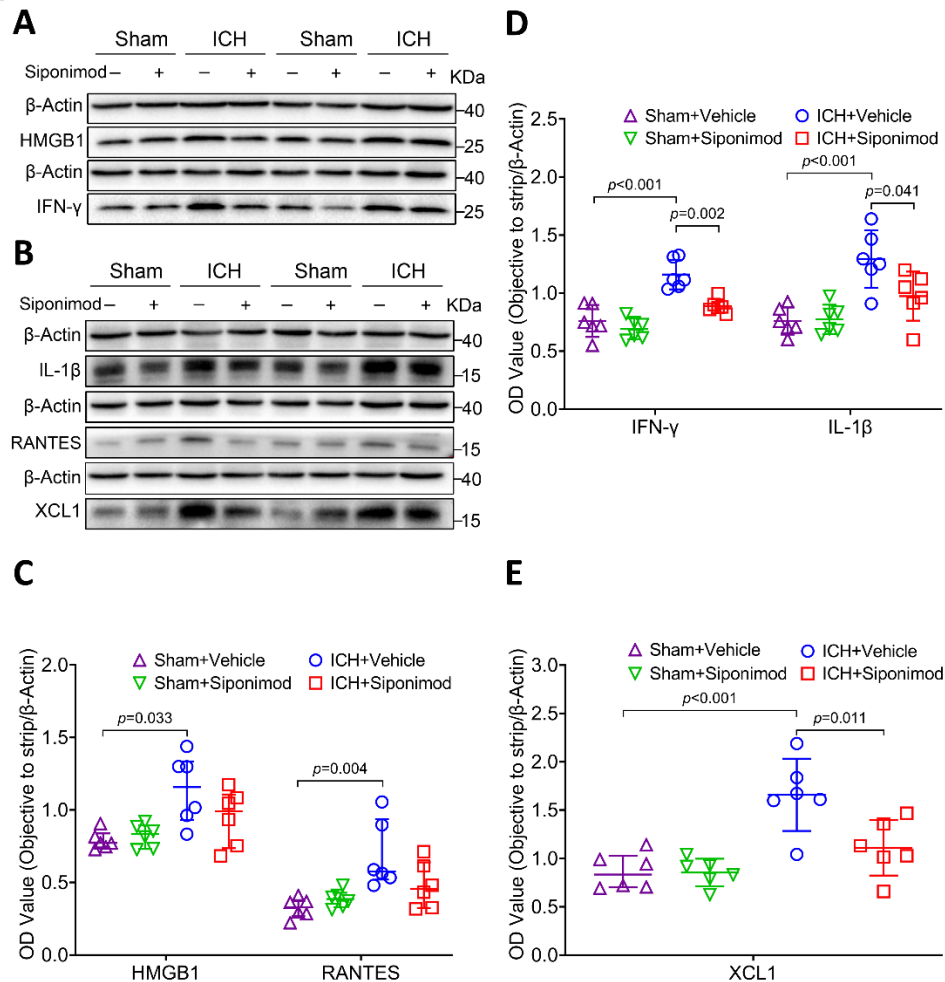 A
Sham ICH Sham ICH
Siponimod – + – + – + – + KDa
β-Actin 40
HMGB1 25
β-Actin 40
IFN-γ 25
B
Sham ICH Sham ICH
Siponimod – + – + – + – + KDa
β-Actin 40
IL-1β 15
β-Actin 40
RANTES 15
β-Actin 40
XCL1 15
C
Sham+Vehicle ICH+Vehicle
Sham+Siponimod ICH+Siponimod
OD Value (Objective to strip/β-Actin)
2.0
1.5
1.0
0.5
0.0
p=0.033
p=0.004
HMGB1 RANTES
D
Sham+Vehicle ICH+Vehicle
Sham+Siponimod ICH+Siponimod
OD Value (Objective to strip/β-Actin)
2.5
2.0
1.5
1.0
0.5
0.0
p<0.001 p<0.001
p=0.002 p=0.041
IFN-γ IL-1β
E
Sham+Vehicle ICH+Vehicle
Sham+Siponimod ICH+Siponimod
OD Value (Objective to strip/β-Actin)
3.0
2.5
2.0
1.5
1.0
0.5
0.0
p<0.001
p=0.011
XCL1